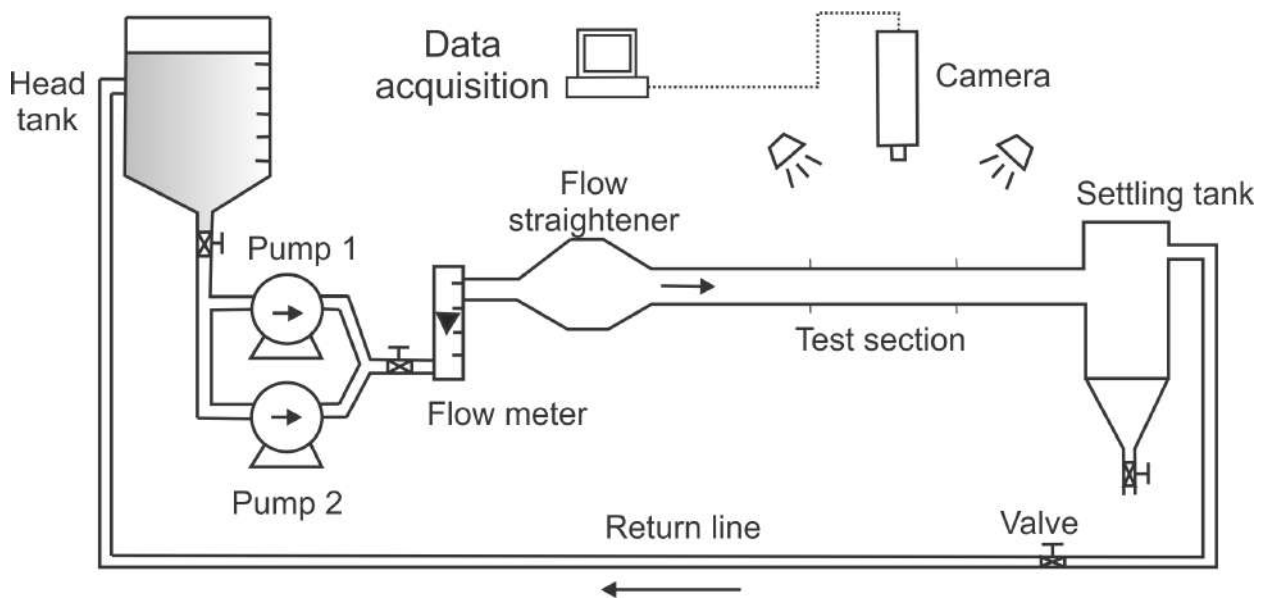 Data
acquisition
Camera
Head
tank
Flow
straightener
Settling tank
Pump 1
Test section
Flow meter
Pump 2
Return line
Valve